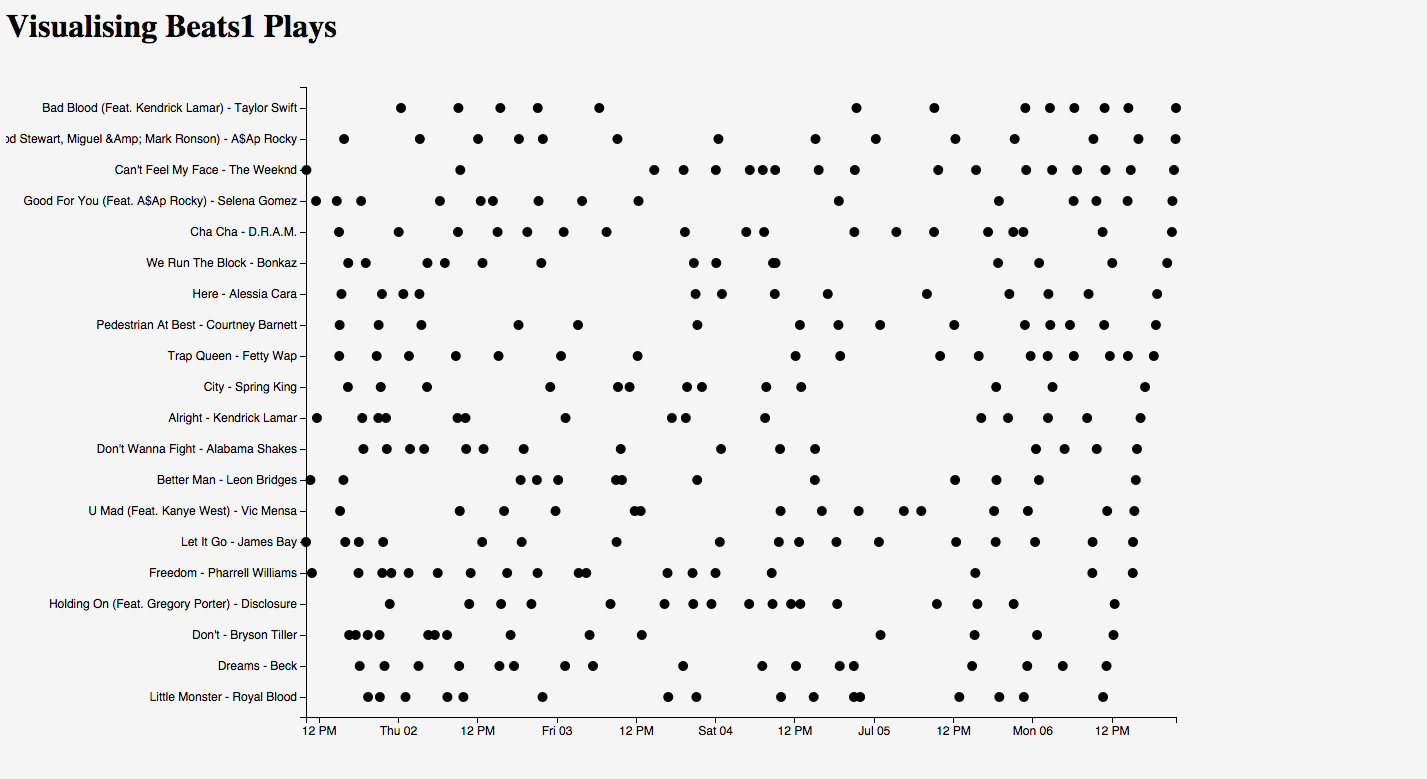 Visualising Beats1 Plays
Bad Blood (Feat. Kendrick Lamar) - Taylor Swift
Stewart, Miguel &Amp; Mark Ronson) - A$Ap Rocky
Can't Feel My Face - The Weeknd
Good For You (Feat. A$Ap Rocky) - Selena Gomez
Cha Cha - D.R.A.M.
We Run The Block - Bonkaz
Here - Alessia Cara
Pedestrian At Best - Courtney Barnett
Trap Queen - Fetty Wap
City - Spring King
Alright - Kendrick Lamar
Don't Wanna Fight - Alabama Shakes
Better Man - Leon Bridges
U Mad (Feat. Kanye West) - Vic Mensa
Let It Go - James Bay
Freedom - Pharrell Williams
Holding On (Feat. Gregory Porter) - Disclosure
Don't - Bryson Tiller
Dreams - Beck
Little Monster - Royal Blood
12 PM Thu 02 12 PM Fri 03 12 PM Sat 04 12 PM Jul 05 12 PM Mon 06 12 PM